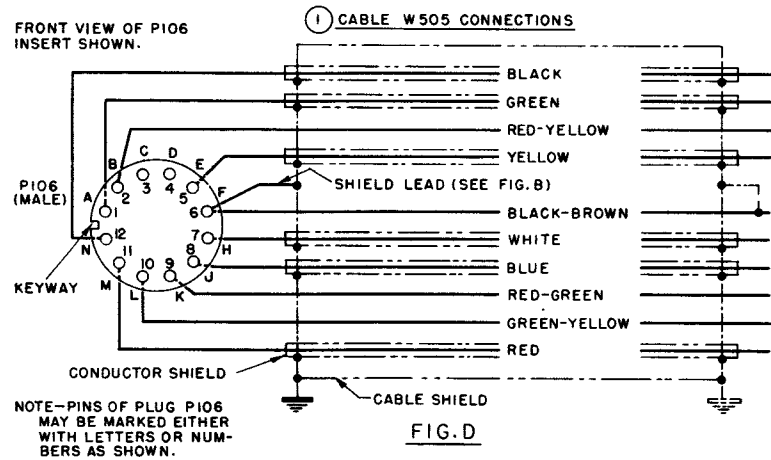 FRONT VIEW OF P106
INSERT SHOWN.
1 CABLE W505 CONNECTIONS
BLACK
GREEN
RED-YELLOW
YELLOW
SHIELD LEAD (SEE FIG. B)
BLACK-BROWN
WHITE
BLUE
RED-GREEN
GREEN-YELLOW
RED
P106
(MALE)
A
B
C
D
E
F
H
J
K
L
M
N
1
2
3
4
5
6
7
8
9
10
11
12
KEYWAY
CONDUCTOR SHIELD
CABLE SHIELD
NOTE-PINS OF PLUG P106
MAY BE MARKED EITHER
WITH LETTERS OR NUM-
BERS AS SHOWN.
FIG. D